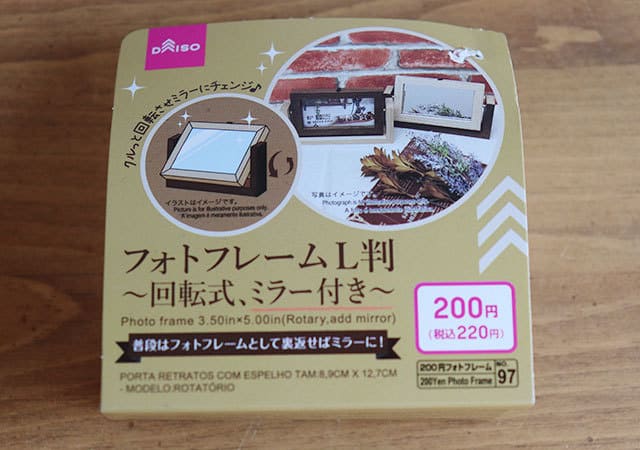 DAISO
クルっと回転させミラーにチェンジ♪
イラストはイメージです。
Picture is for illustrative purposes only.
A imagem é meramente ilustrativa.
写真はイメージです。
フォトフレームL判
～回転式、ミラー付き～
Photo frame 3.50in×5.00in(Rotary,add mirror)
普段はフォトフレームとして裏返せばミラーに!
PORTA RETRATOS COM ESPELHO TAM:8,9CM X 12,7CM
- MODELO:ROTATÓRIO
200円
(税込220円)
200円フォトフレーム
200Yen Photo Frame
NO.
97